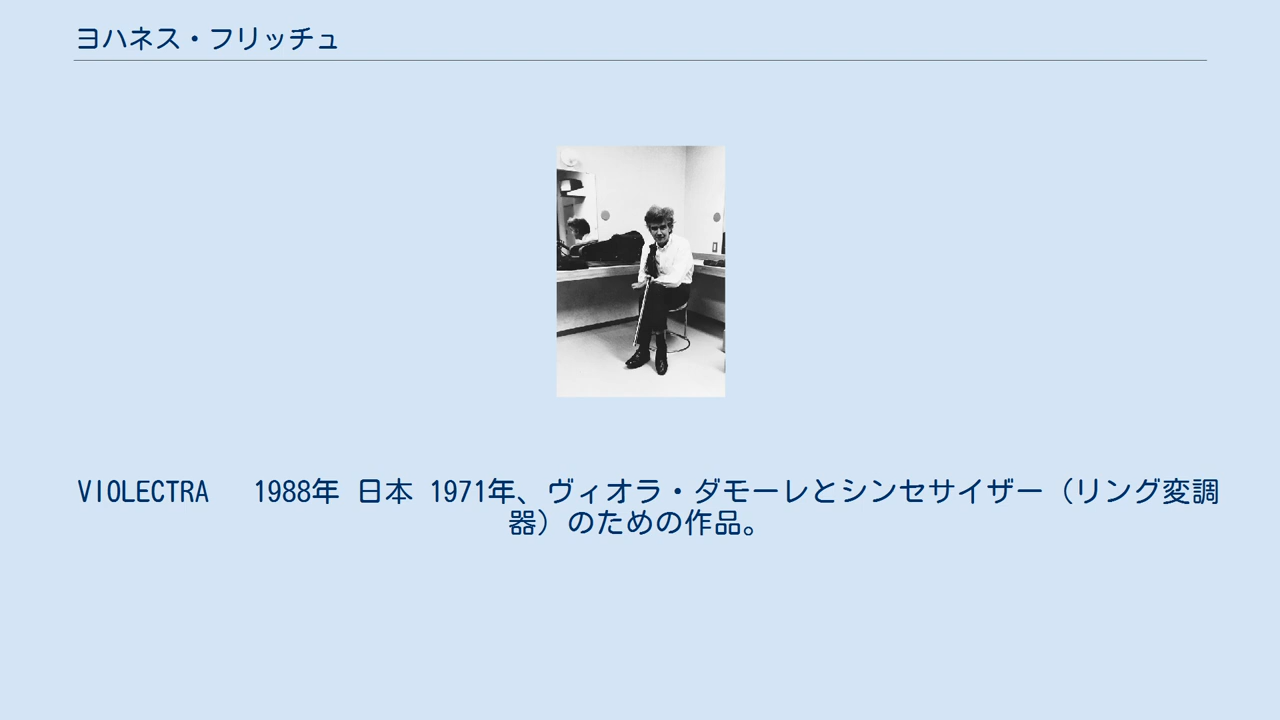 ヨハネス・フリッチュ
VIOLECTRA　 1988年 日本 1971年、ヴィオラ・ダモーレとシンセサイザー（リング変調
器）のための作品。